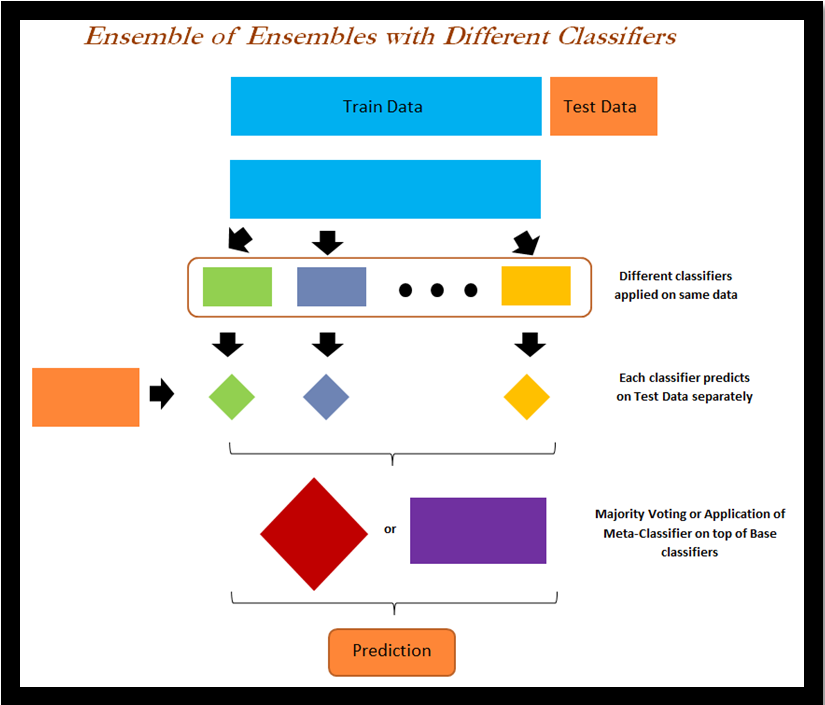 Ensemble of Ensembles with Different Classifiers
Train Data
Test Data
Different classifiers
applied on same data
Each classifier predicts
on Test Data separately
or
Majority Voting or Application of
Meta-Classifier on top of Base
classifiers
Prediction